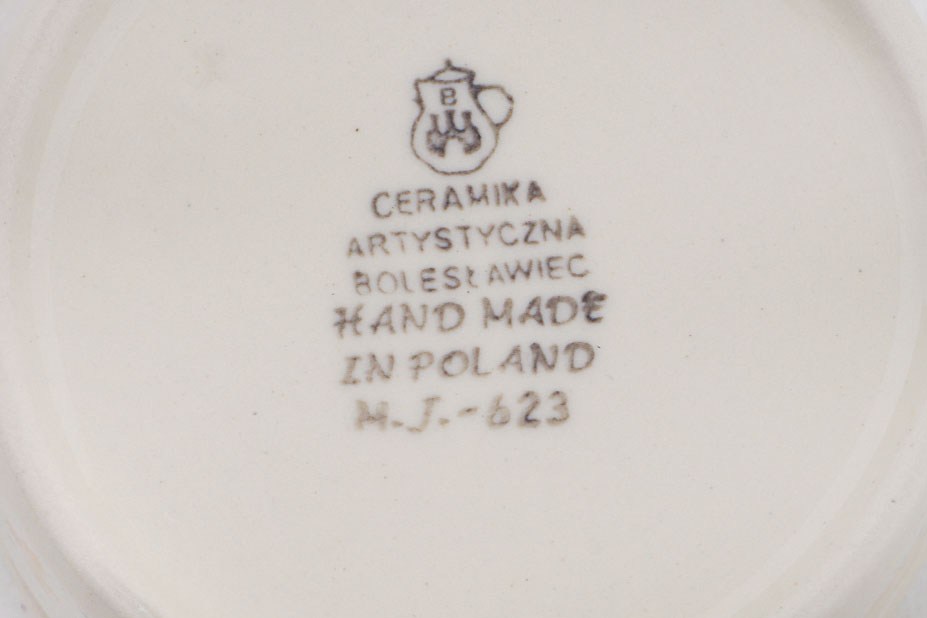 B
CERAMIKA
ARTYSTYCZNA
BOLESŁAWIEC
HAND MADE
IN POLAND
M.J.-623